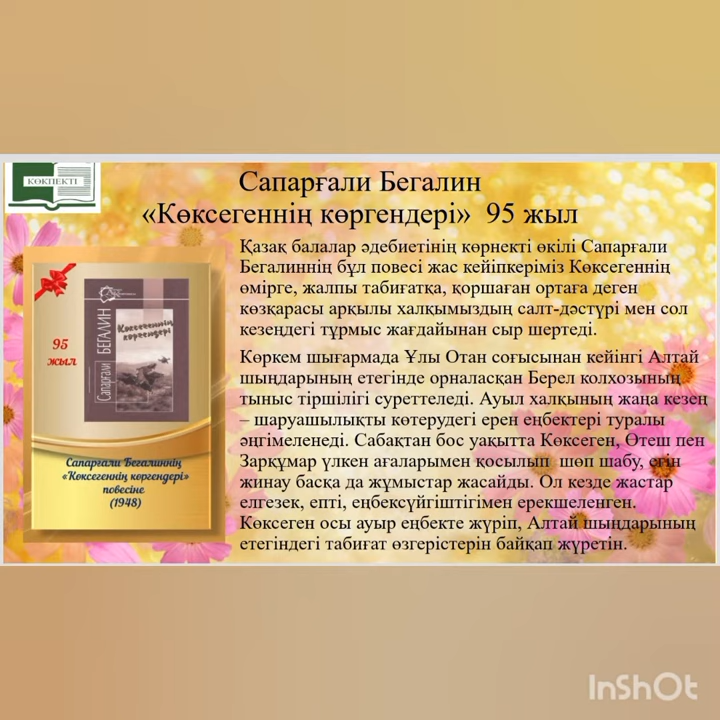 КӨКПЕКТІ
Сапарғали Бегалин
«Көксегеннің көргендері» 95 жыл
Қазақ балалар әдебиетінің көрнекті өкілі Сапарғали
Бегалиннің бұл повесі жас кейіпкеріміз Көксегеннің
өмірге, жалпы табиғатқа, қоршаған ортаға деген
көзқарасы арқылы халқымыздың салт-дәстүрі мен сол
кезеңдегі тұрмыс жағдайынан сыр шертеді.
Көркем шығармада Ұлы Отан соғысынан кейінгі Алтай
шыңдарының етегінде орналасқан Берел колхозының
тыныс тіршілігі суреттеледі. Ауыл халқының жаңа кезең
– шаруашылықты көтерудегі ерен еңбектері туралы
әңгімеленеді. Сабақтан бос уақытта Көксеген, Өтеш пен
Зарқұмар үлкен ағаларымен қосылып шөп шабу, егін
жинау басқа да жұмыстар жасайды. Ол кезде жастар
елгезек, епті, еңбексүйгіштігімен ерекшеленген.
Көксеген осы ауыр еңбекте жүріп, Алтай шыңдарының
етегіндегі табиғат өзгерістерін байқап жүретін.
95
жыл
Сапарғали
БЕГАЛИН
Көксегеннің
көргендері
Сапарғали Бегалиннің
«Көксегеннің көргендері»
повесіне
(1948)
InShOt